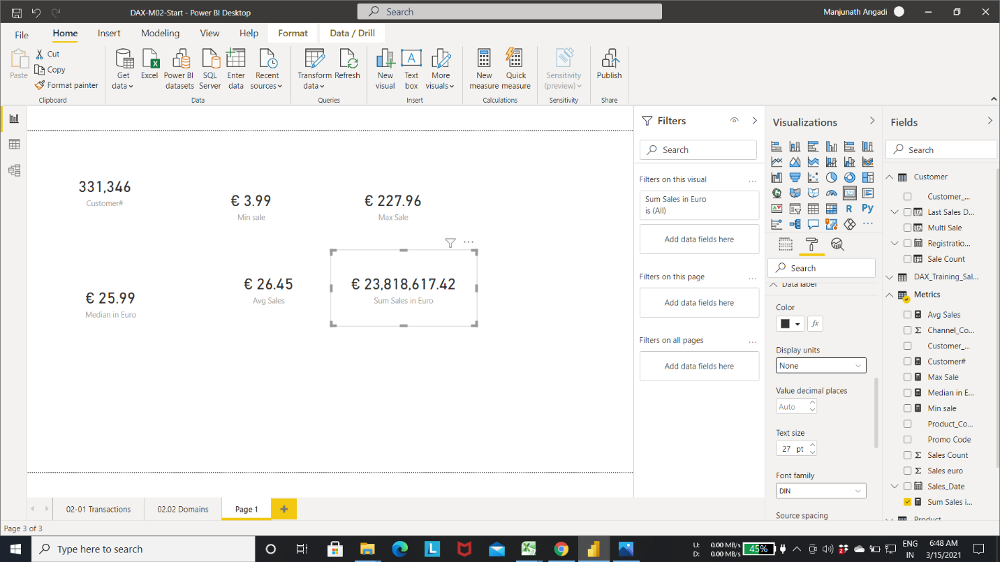 DAX-M02-Start - Power BI Desktop
Search
Manjunath Angadi
File
Home
Insert
Modeling
View
Help
Format
Data / Drill
Paste
Cut
Copy
Format painter
Clipboard
Get
data
Excel
Power BI
datasets
SQL
Server
Enter
data
Recent
sources
Data
Transform
data
Refresh
Queries
New
visual
Text
box
More
visuals
Insert
New
measure
Quick
measure
Calculations
Sensitivity
(preview)
Sensitivity
Publish
Share
331,346
Customer#
€ 3.99
Min sale
€ 227.96
Max Sale
€ 25.99
Median in Euro
€ 26.45
Avg Sales
€ 23,818,617.42
Sum Sales in Euro
Filters
Search
Filters on this visual
Sum Sales in Euro
is (All)
Add data fields here
Filters on this page
Add data fields here
Filters on all pages
Add data fields here
Visualizations
R
Py
Search
Data label
Color
fx
Display units
None
Value decimal places
Auto
Text size
27 pt
Font family
DIN
Source spacing
Fields
Search
Customer
Customer_...
Last Sales D...
Multi Sale
Registratio...
Sale Count
DAX_Training_Sal...
Metrics
Avg Sales
Channel_Co...
Customer_...
Customer#
Max Sale
Median in E...
Min sale
Product_Co...
Promo Code
Sales Count
Sales euro
Sales_Date
Sum Sales i...
Product
02-01 Transactions
02.02 Domains
Page 1
Page 3 of 3
Type here to search
U: 0.00 MB/s
D: 0.00 MB/s
45%
ENG
IN
6:48 AM
3/15/2021